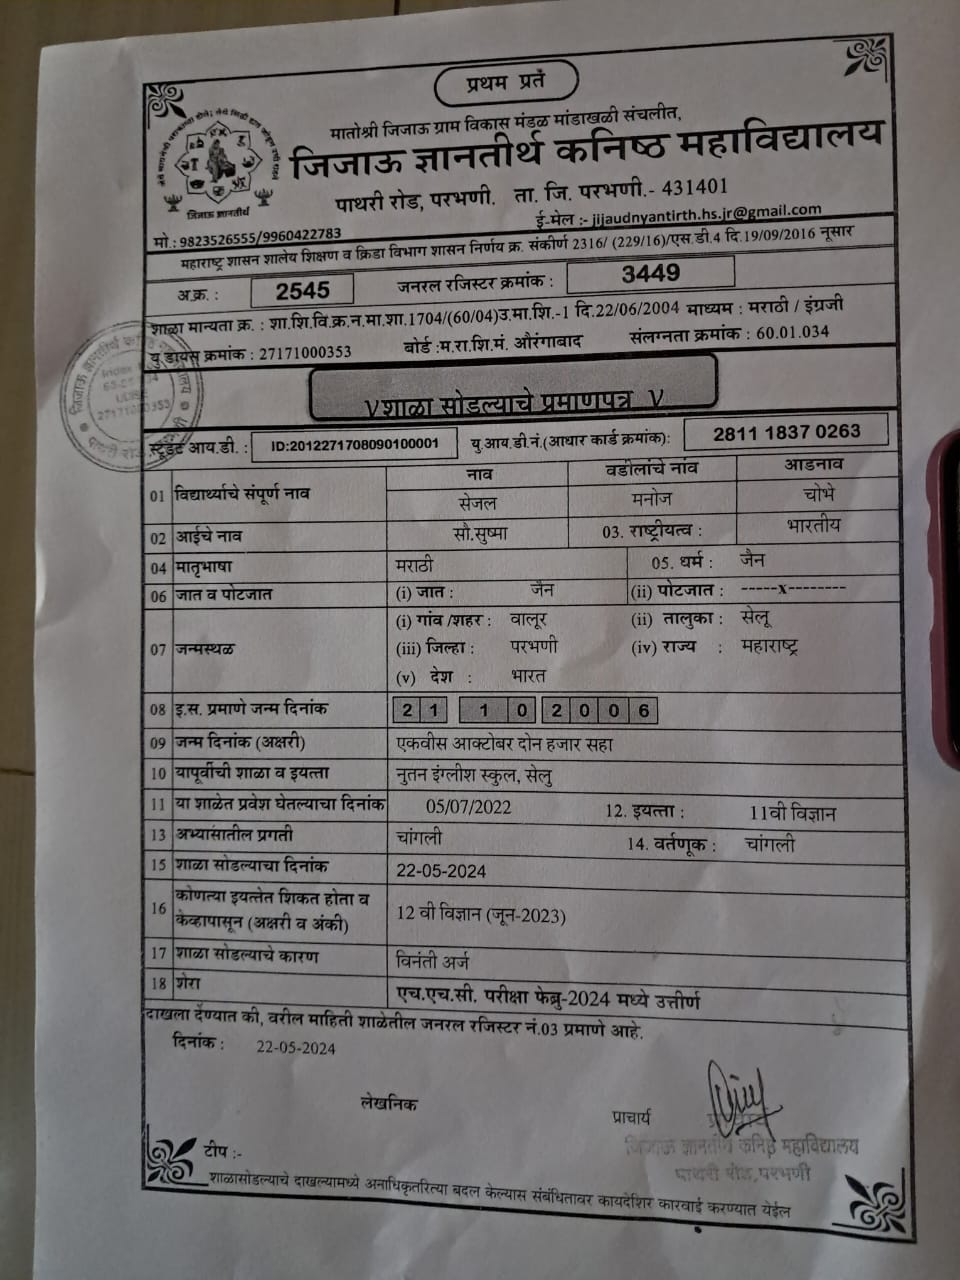 प्रथम प्रत
मातोश्री जिजाऊ ग्राम विकास मंडळ मांडाखळी संचलीत,
जिजाऊ ज्ञानतीर्थ कनिष्ठ महाविद्यालय
पाथरी रोड, परभणी. ता. जि. परभणी.- 431401
जिजाऊ ज्ञानतीर्थ
ई-मेल :- jijaudnyantirth.hs.jr@gmail.com
मो.: 9823526555/9960422783
महाराष्ट्र शासन शालेय शिक्षण व क्रिडा विभाग शासन निर्णय क्र. संकीर्ण 2316/ (229/16)/एस.डी.4 दि.19/09/2016 नूसार
अ.क्र. : 2545 जनरल रजिस्टर क्रमांक : 3449
शाळा मान्यता क्र. : शा.शि.वि.क्र.न.मा.शा.1704/(60/04)उ.मा.शि.-1 दि.22/06/2004 माध्यम : मराठी / इंग्रजी
यु डायस क्रमांक : 27171000353 बोर्ड :म.रा.शि.मं. औरंगाबाद संलग्नता क्रमांक : 60.01.034
V शाळा सोडल्याचे प्रमाणपत्र V
स्टूडंट आय.डी. : ID:2012271708090100001 यु.आय.डी.नं.(आधार कार्ड क्रमांक): 2811 1837 0263
नाव वडीलांचे नांव आडनाव
01 विद्यार्थ्याचे संपूर्ण नाव सेजल मनोज चोभे
02 आईचे नाव सौ.सुष्मा 03. राष्ट्रीयत्व : भारतीय
04 मातृभाषा मराठी 05. धर्म : जैन
06 जात व पोटजात (i) जात : जैन (ii) पोटजात : -----x--------
07 जन्मस्थळ (i) गांव /शहर : वालूर (ii) तालुका : सेलू
(iii) जिल्हा : परभणी (iv) राज्य : महाराष्ट्र
(v) देश : भारत
08 इ.स. प्रमाणे जन्म दिनांक 2 1 1 0 2 0 0 6
09 जन्म दिनांक (अक्षरी) एकवीस आक्टोबर दोन हजार सहा
10 यापूर्वीची शाळा व इयत्ता नुतन इंग्लीश स्कुल, सेलु
11 या शाळेत प्रवेश घेतल्याचा दिनांक 05/07/2022 12. इयत्ता : 11वी विज्ञान
13 अभ्यासातील प्रगती चांगली 14. वर्तणूक : चांगली
15 शाळा सोडल्याचा दिनांक 22-05-2024
16 कोणत्या इयत्तेत शिकत होता व
केव्हापासून (अक्षरी व अंकी) 12 वी विज्ञान (जून-2023)
17 शाळा सोडल्याचे कारण विनंती अर्ज
18 शेरा एच.एच.सी. परीक्षा फेब्रु-2024 मध्ये उत्तीर्ण
दाखला देण्यात की, वरील माहिती शाळेतील जनरल रजिस्टर नं.03 प्रमाणे आहे.
दिनांक : 22-05-2024
लेखनिक
प्राचार्य
प्राचार्य
जिजाऊ ज्ञानतीर्थ कनिष्ठ महाविद्यालय
पाथरी रोड,परभणी
टीप :-
शाळासोडल्याचे दाखल्यामध्ये अनाधिकृतरित्या बदल केल्यास संबंधितावर कायदेशिर कारवाई करण्यात येईल